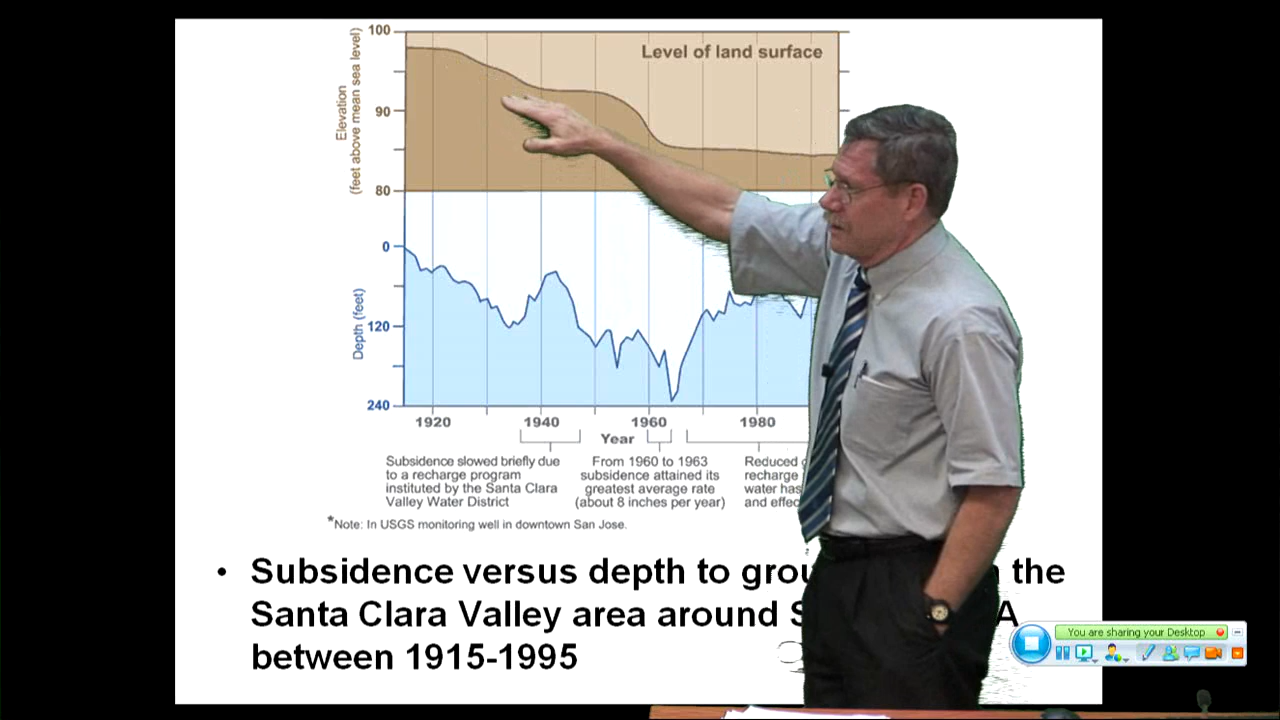 100
Level of land surface
Elevation
(feet above mean sea level)
90
80
0
Depth (feet)
120
240
1920 1940 1960 1980
Year
Subsidence slowed briefly due
to a recharge program
instituted by the Santa Clara
Valley Water District
From 1960 to 1963
subsidence attained its
greatest average rate
(about 8 inches per year)
Reduced
recharge
water has
and
*Note: In USGS monitoring well in downtown San Jose.
• Subsidence versus depth to the
Santa Clara Valley area around
between 1915-1995
You are sharing your Desktop